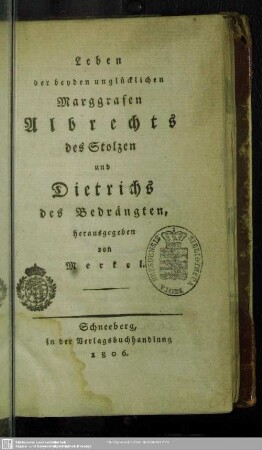 Leben
der beyden unglücklichen
Marggrafen
Albrechts
des Stolzen
und
Dietrichs
des Bedrängten,
herausgegeben
von
Merkel.
Schneeberg,
in der Verlagsbuchhandlung
1806.